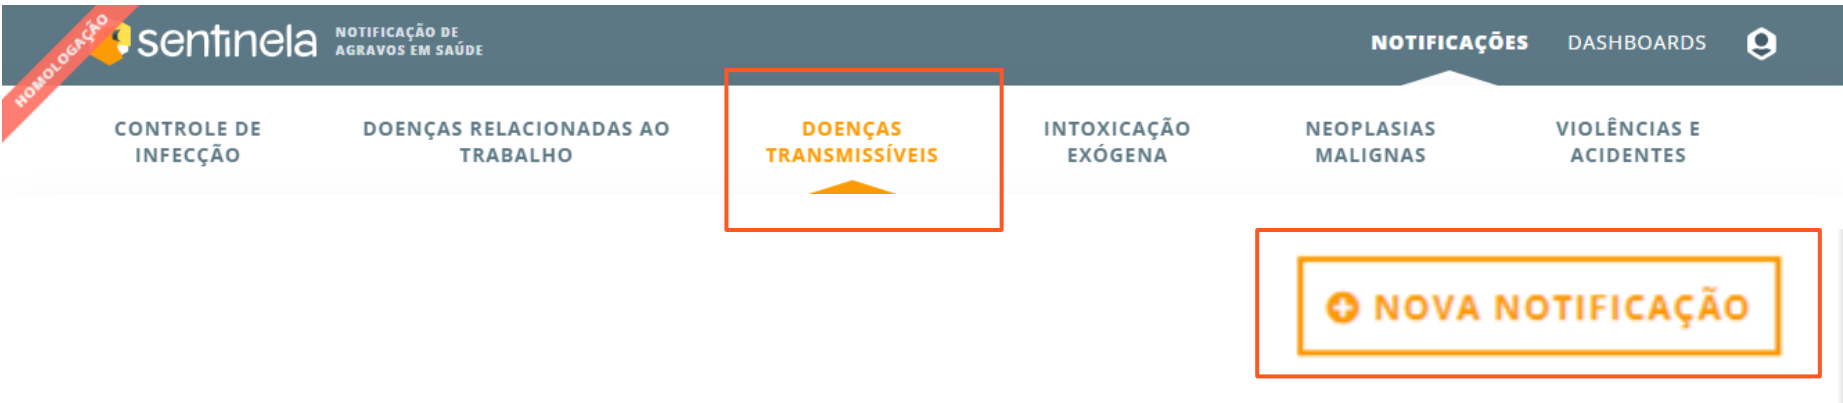 HOMOLOGAÇÃO
sentinela
NOTIFICAÇÃO DE
AGRAVOS EM SAÚDE
NOTIFICAÇÕES
DASHBOARDS
CONTROLE DE
INFECÇÃO
DOENÇAS RELACIONADAS AO
TRABALHO
DOENÇAS
TRANSMISSÍVEIS
INTOXICAÇÃO
EXÓGENA
NEOPLASIAS
MALIGNAS
VIOLÊNCIAS E
ACIDENTES
NOVA NOTIFICAÇÃO